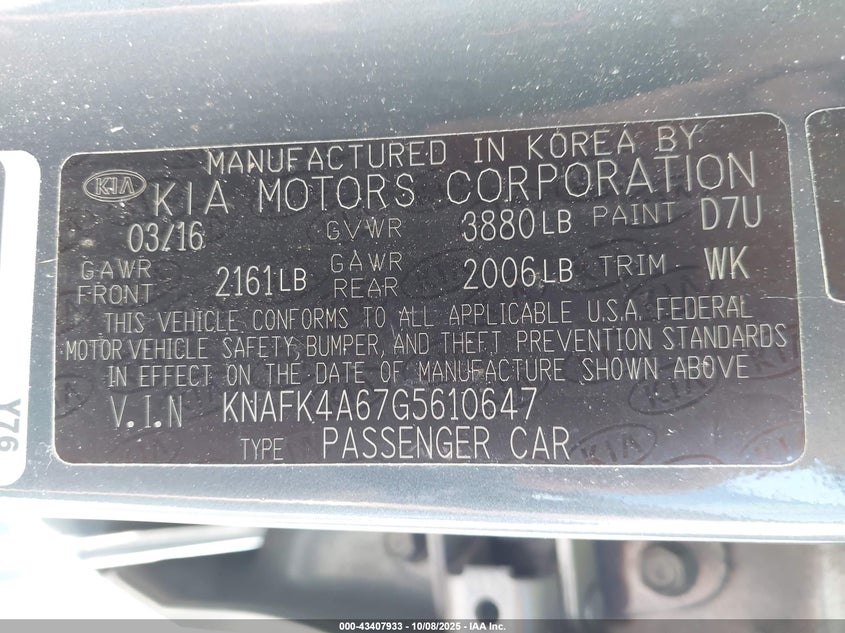 MANUFACTURED IN KOREA BY
KIA KIA MOTORS CORPORATION
03/16 GVWR 3880LB PAINT D7U
GAWR FRONT 2161LB GAWR REAR 2006LB TRIM WK
THIS VEHICLE CONFORMS TO ALL APPLICABLE U.S.A. FEDERAL
MOTOR VEHICLE SAFETY, BUMPER, AND THEFT PREVENTION STANDARDS
IN EFFECT ON THE DATE OF MANUFACTURE SHOWN ABOVE
V.I.N KNAFK4A67G5610647
TYPE PASSENGER CAR
Y76
000-43407933 - 10/08/2025 - IAA Inc.